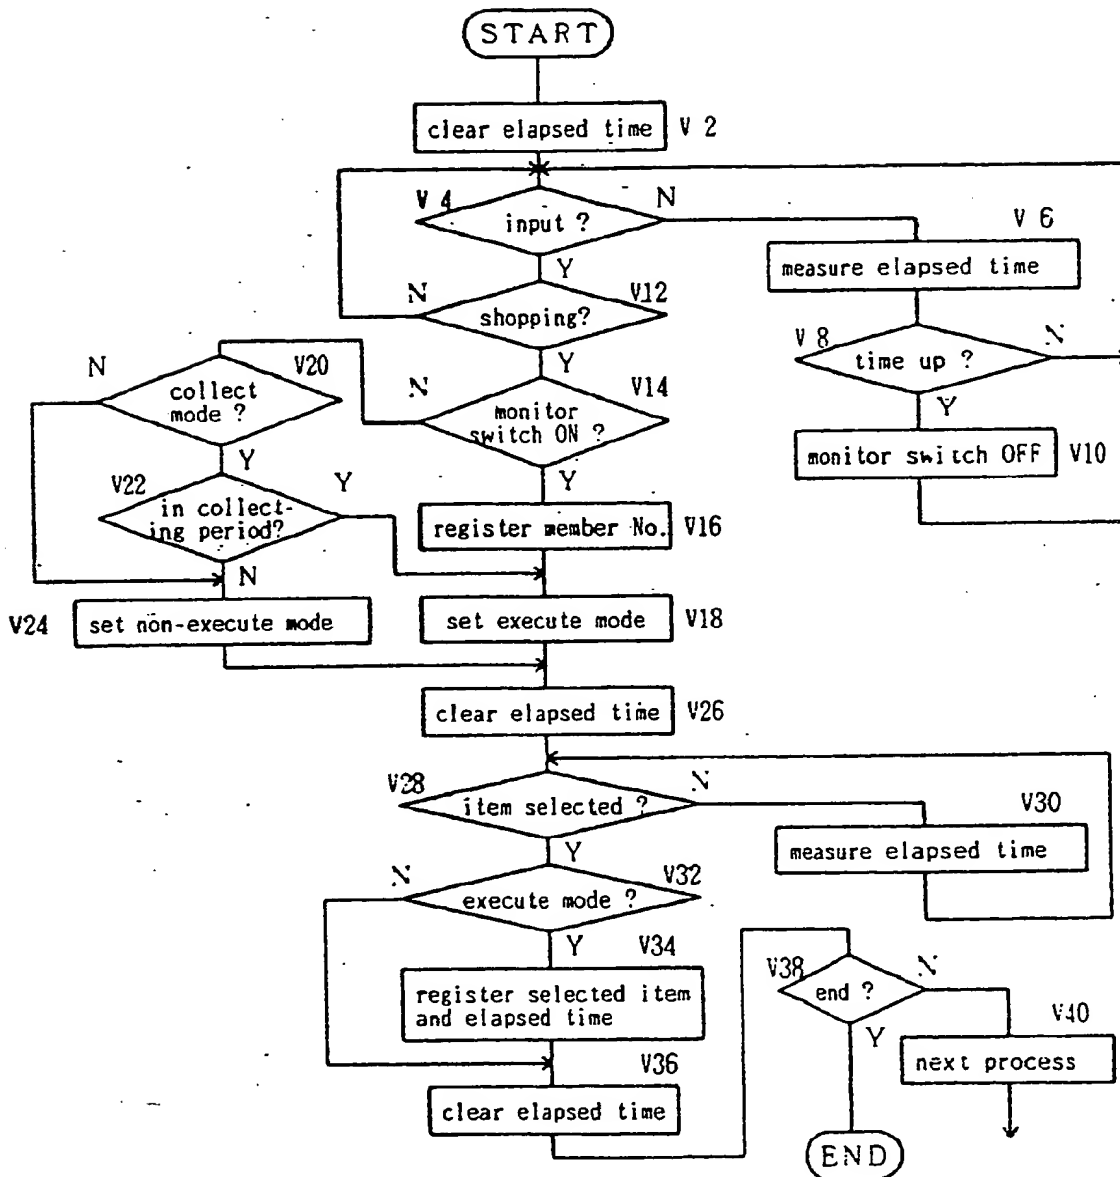 START
clear elapsed time
V 2
V 4
input ?
N
Y
V 6
measure elapsed time
N
shopping?
V12
Y
V 8
time up ?
N
Y
N
V20
collect
mode ?
Y
N
V14
monitor
switch ON ?
Y
monitor switch OFF
V10
V22
in collect-
ing period?
Y
N
register member No.
V16
V24
set non-execute mode
set execute mode
V18
clear elapsed time
V26
V28
item selected ?
N
Y
V30
measure elapsed time
N
V32
execute mode ?
Y
V34
register selected item
and elapsed time
V36
clear elapsed time
V38
end ?
N
Y
V40
next process
END